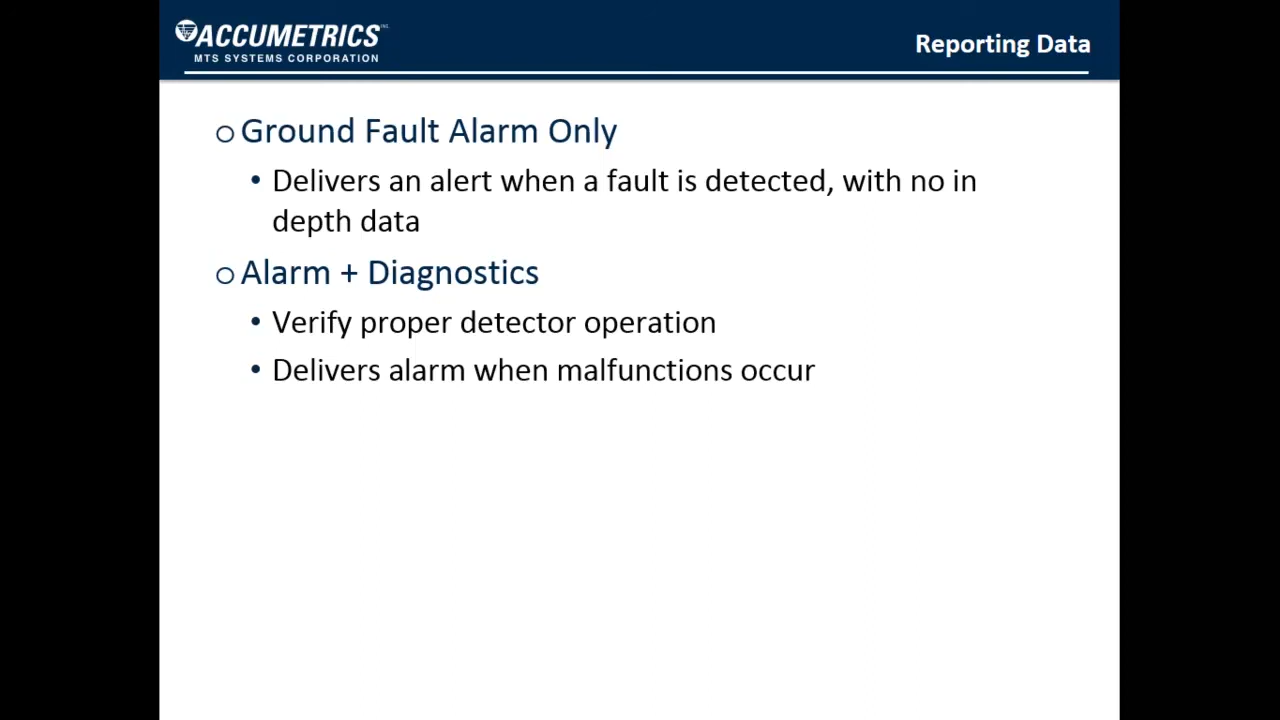 ACCUMETRICS INC.
MTS SYSTEMS CORPORATION
Reporting Data
o Ground Fault Alarm Only
• Delivers an alert when a fault is detected, with no in
depth data
o Alarm + Diagnostics
• Verify proper detector operation
• Delivers alarm when malfunctions occur